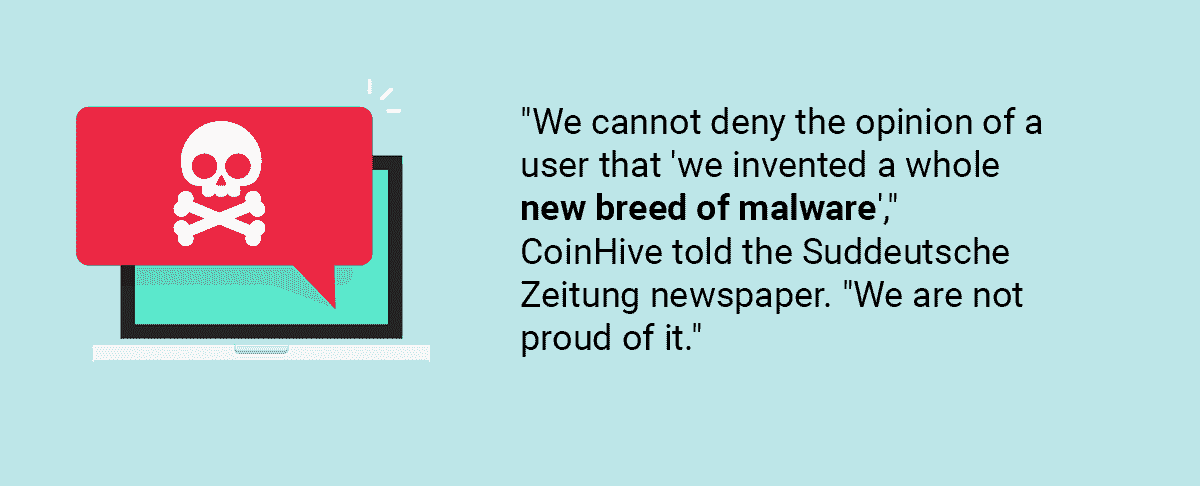 "We cannot deny the opinion of a
user that 'we invented a whole
new breed of malware',"
CoinHive told the Suddeutsche
Zeitung newspaper. "We are not
proud of it."